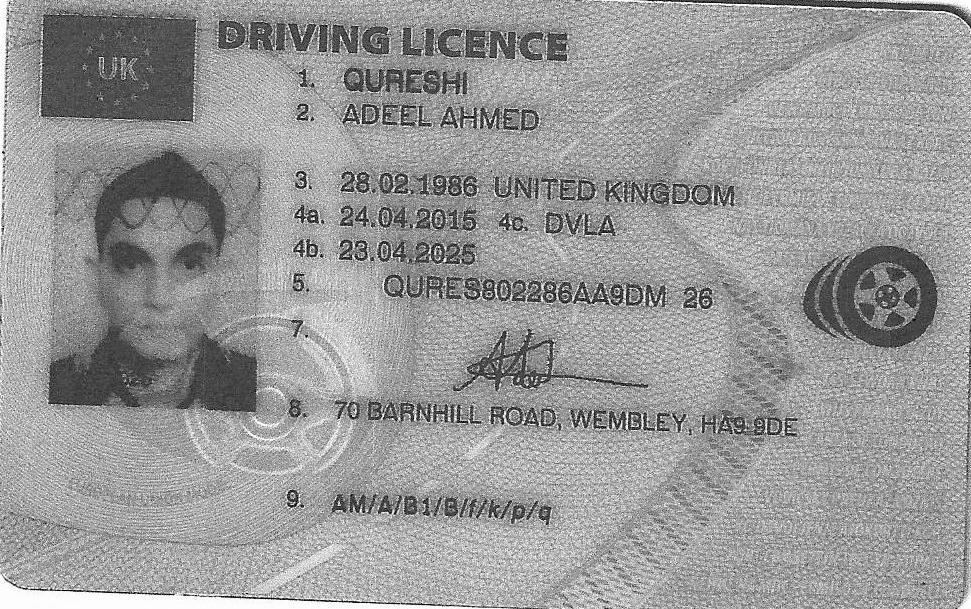 UK
DRIVING LICENCE
1. QURESHI
2. ADEEL AHMED
3. 28.02.1986 UNITED KINGDOM
4a. 24.04.2015 4c. DVLA
4b. 23.04.2025
5. QURES802286AA9DM 26
7.
8. 70 BARNHILL ROAD, WEMBLEY, HA9 9DE
9. AM/A/B1/B/f/k/p/q